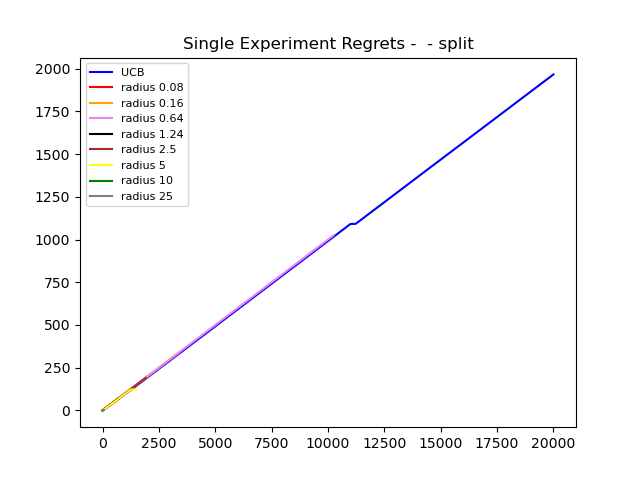 Single Experiment Regrets -  - split
UCB
radius 0.08
radius 0.16
radius 0.64
radius 1.24
radius 2.5
radius 5
radius 10
radius 25
2000
1750
1500
1250
1000
750
500
250
0
0 2500 5000 7500 10000 12500 15000 17500 20000